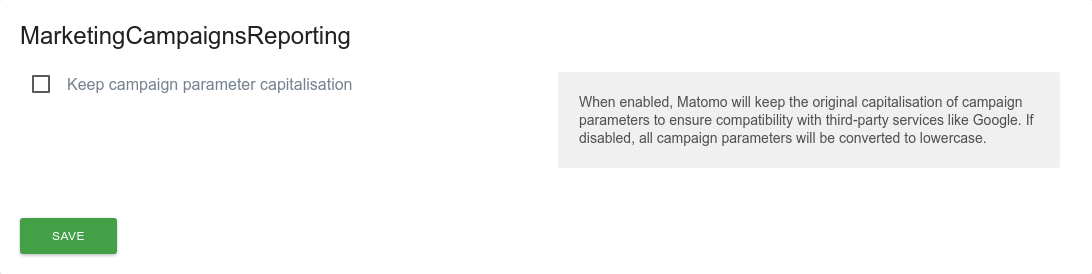 MarketingCampaignsReporting
Keep campaign parameter capitalisation
When enabled, Matomo will keep the original capitalisation of campaign
parameters to ensure compatibility with third-party services like Google. If
disabled, all campaign parameters will be converted to lowercase.
SAVE